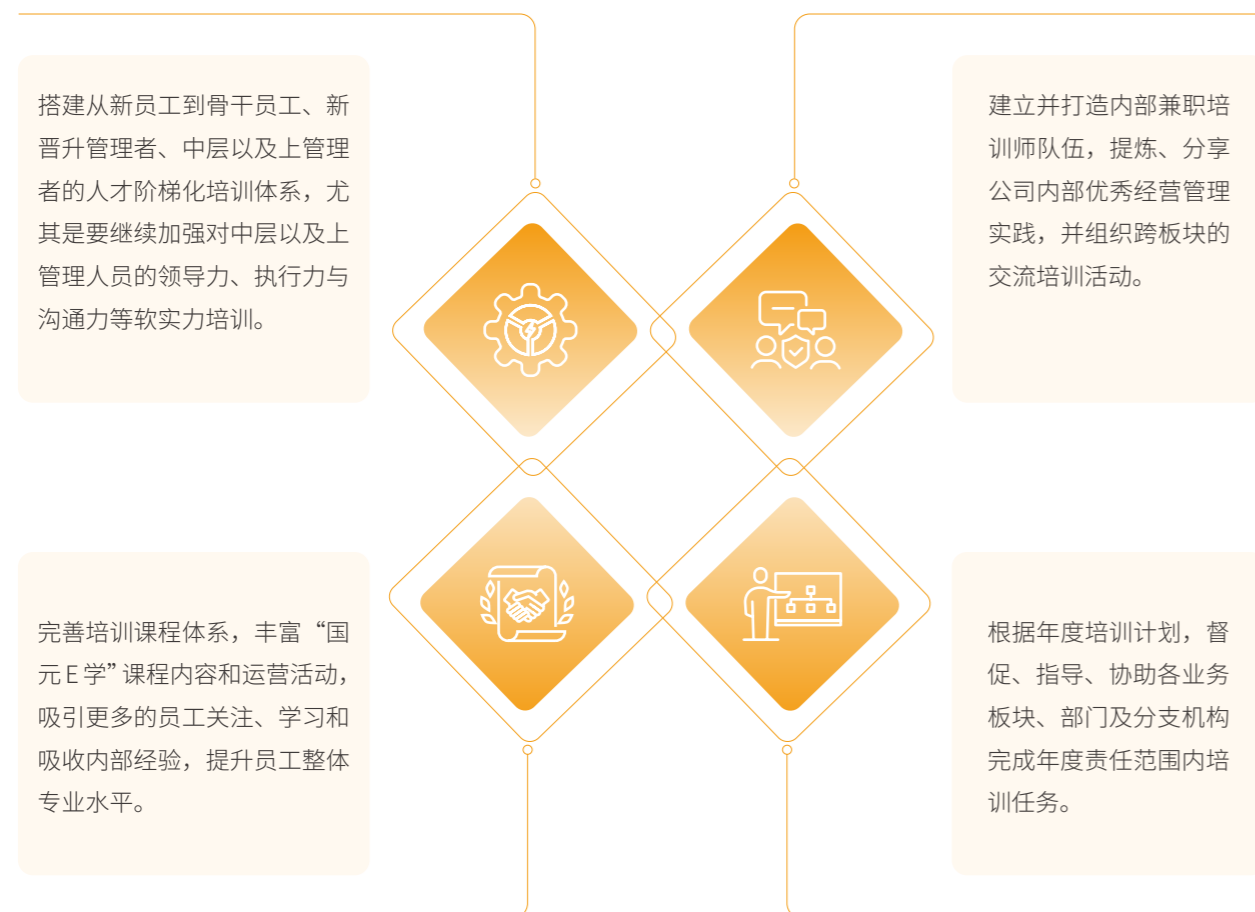 搭建从新员工到骨干员工、新
晋升管理者、中层以及上管理
者的人才阶梯化培训体系，尤
其是要继续加强对中层以及上
管理人员的领导力、执行力与
沟通力等软实力培训。
建立并打造内部兼职培
训师队伍，提炼、分享
公司内部优秀经营管理
实践，并组织跨板块的
交流培训活动。
完善培训课程体系，丰富“国
元E学”课程内容和运营活动，
吸引更多的员工关注、学习和
吸收内部经验，提升员工整体
专业水平。
根据年度培训计划，督
促、指导、协助各业务
板块、部门及分支机构
完成年度责任范围内培
训任务。